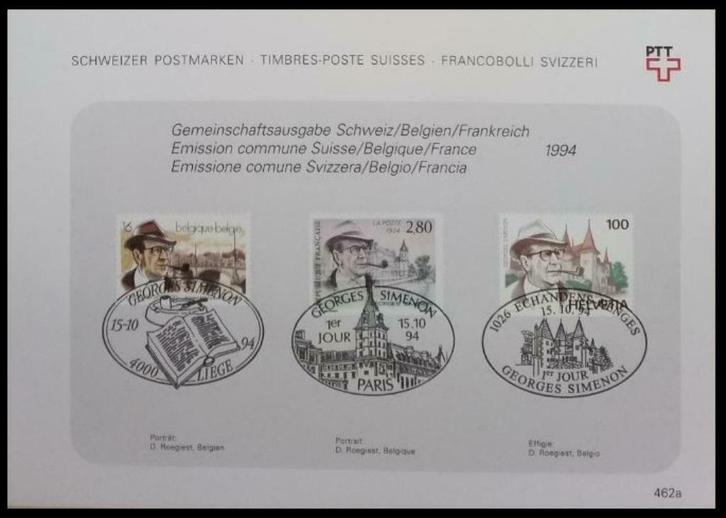 SCHWEIZER POSTMARKEN · TIMBRES-POSTE SUISSES · FRANCOBOLLI SVIZZERI
PTT
Gemeinschaftsausgabe Schweiz/Belgien/Frankreich
Emission commune Suisse/Belgique/France 1994
Emissione comune Svizzera/Belgio/Francia
16 belgique-belgië
LA POSTE
1994
2,80
FRANÇAISE
100
HELVETIA
GEORGES SIMENON
15-10
94
4000 LIEGE
GEORGES SIMENON
1er
JOUR
15.10
94
PARIS
1026 ECHANDENS
15.10.94
1er JOUR
GEORGES SIMENON
Porträt:
D. Roegiest, Belgien
Portrait:
D. Roegiest, Belgique
Effigie:
D. Roegiest, Belgio
462a